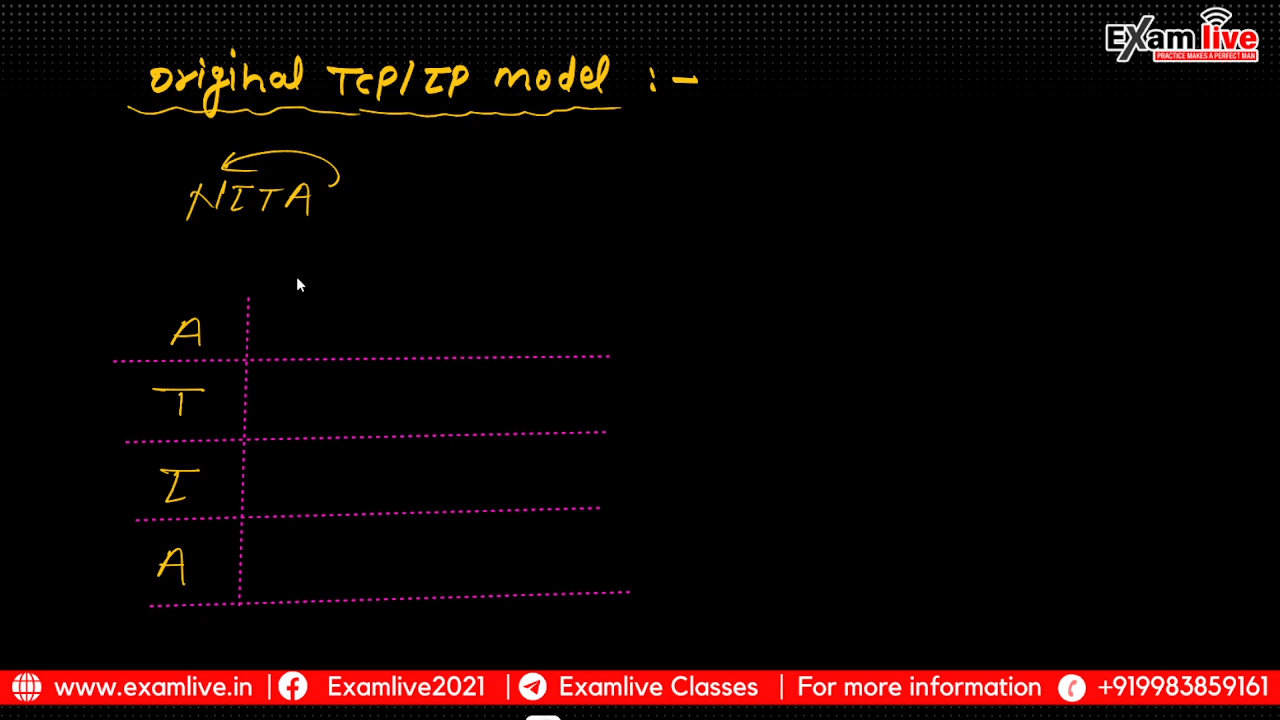 Exam live
PRACTICE MAKES A PERFECT MAN
Original TCP/IP model :-
NITA
A
T
I
A
www.examlive.in | Examlive2021 | Examlive Classes | For more information +919983859161